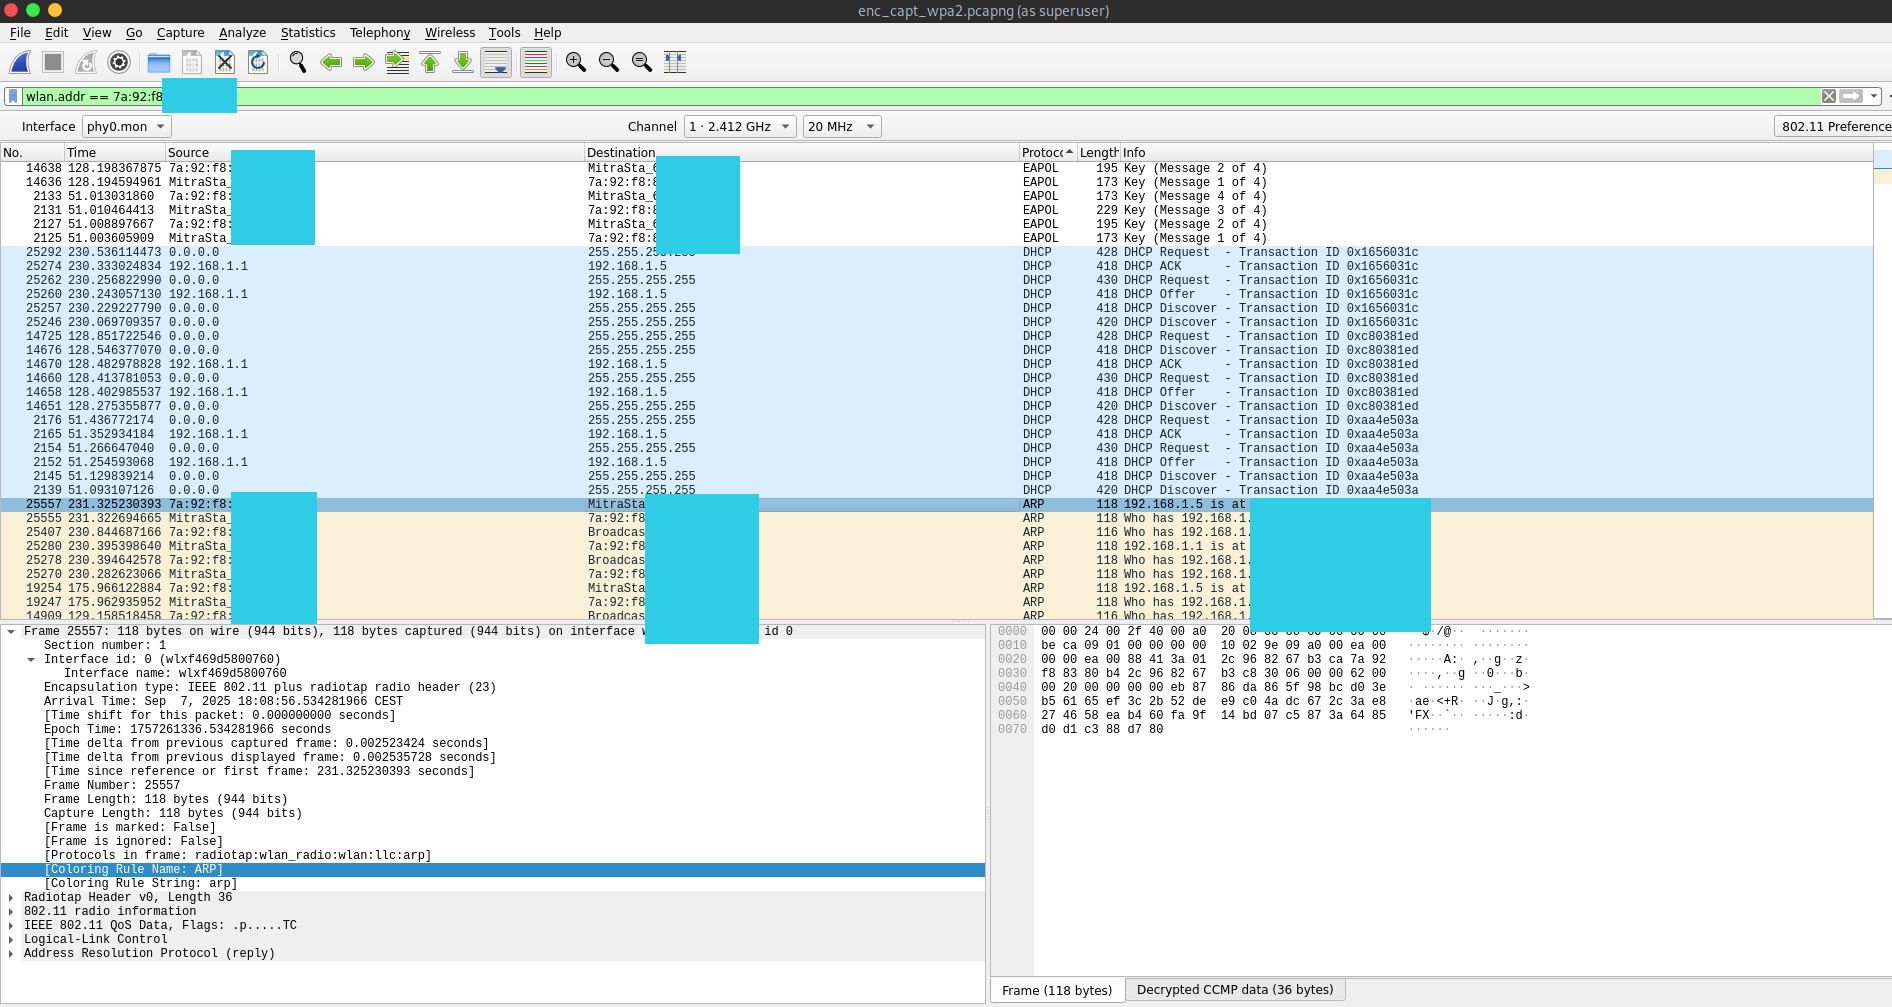 enc_capt_wpa2.pcapng (as superuser)
File Edit View Go Capture Analyze Statistics Telephony Wireless Tools Help
wlan.addr == 7a:92:f8
Interface phy0.mon Channel 1 · 2.412 GHz 20 MHz 802.11 Preference
No. Time Source Destination Protoc Length Info
14638 128.198367875 7a:92:f8: MitraSta_ EAPOL 195 Key (Message 2 of 4)
14636 128.194594961 MitraSta_ 7a:92:f8:8 EAPOL 173 Key (Message 1 of 4)
2133 51.013031860 7a:92:f8: MitraSta_6 EAPOL 173 Key (Message 4 of 4)
2131 51.010464413 MitraSta_ 7a:92:f8:8 EAPOL 229 Key (Message 3 of 4)
2127 51.008897667 7a:92:f8: MitraSta_6 EAPOL 195 Key (Message 2 of 4)
2125 51.003605909 MitraSta_ 7a:92:f8:8 EAPOL 173 Key (Message 1 of 4)
25292 230.536114473 0.0.0.0 255.255.255.255 DHCP 428 DHCP Request - Transaction ID 0x1656031c
25274 230.333024834 192.168.1.1 192.168.1.5 DHCP 418 DHCP ACK - Transaction ID 0x1656031c
25262 230.256822990 0.0.0.0 255.255.255.255 DHCP 430 DHCP Request - Transaction ID 0x1656031c
25260 230.243057130 192.168.1.1 192.168.1.5 DHCP 418 DHCP Offer - Transaction ID 0x1656031c
25257 230.229227790 0.0.0.0 255.255.255.255 DHCP 418 DHCP Discover - Transaction ID 0x1656031c
25246 230.069709357 0.0.0.0 255.255.255.255 DHCP 420 DHCP Discover - Transaction ID 0x1656031c
14725 128.851722546 0.0.0.0 255.255.255.255 DHCP 428 DHCP Request - Transaction ID 0xc80381ed
14676 128.546377070 0.0.0.0 255.255.255.255 DHCP 418 DHCP Discover - Transaction ID 0xc80381ed
14670 128.482978828 192.168.1.1 192.168.1.5 DHCP 418 DHCP ACK - Transaction ID 0xc80381ed
14660 128.413781053 0.0.0.0 255.255.255.255 DHCP 430 DHCP Request - Transaction ID 0xc80381ed
14658 128.402985537 192.168.1.1 192.168.1.5 DHCP 418 DHCP Offer - Transaction ID 0xc80381ed
14651 128.275355877 0.0.0.0 255.255.255.255 DHCP 420 DHCP Discover - Transaction ID 0xc80381ed
2176 51.436772174 0.0.0.0 255.255.255.255 DHCP 428 DHCP Request - Transaction ID 0xaa4e503a
2165 51.352934184 192.168.1.1 192.168.1.5 DHCP 418 DHCP ACK - Transaction ID 0xaa4e503a
2154 51.266647040 0.0.0.0 255.255.255.255 DHCP 430 DHCP Request - Transaction ID 0xaa4e503a
2152 51.254593068 192.168.1.1 192.168.1.5 DHCP 418 DHCP Offer - Transaction ID 0xaa4e503a
2145 51.129839214 0.0.0.0 255.255.255.255 DHCP 418 DHCP Discover - Transaction ID 0xaa4e503a
2139 51.093107126 0.0.0.0 255.255.255.255 DHCP 420 DHCP Discover - Transaction ID 0xaa4e503a
25557 231.325230393 7a:92:f8: MitraSta ARP 118 192.168.1.5 is at
25555 231.322694665 MitraSta_ 7a:92:f8 ARP 118 Who has 192.168.1.
25407 230.844687166 7a:92:f8: Broadcas ARP 116 Who has 192.168.1.
25280 230.395398640 MitraSta_ 7a:92:f8 ARP 118 192.168.1.1 is at
25278 230.394642578 7a:92:f8: Broadcas ARP 118 Who has 192.168.1.
25270 230.282623066 MitraSta_ 7a:92:f8 ARP 118 Who has 192.168.1.
19254 175.966122884 7a:92:f8: MitraSta ARP 118 192.168.1.5 is at
19247 175.962935952 MitraSta_ 7a:92:f8 ARP 118 Who has 192.168.1.
14909 129.158518458 7a:92:f8: Broadcas ARP 116 Who has 192.168.1.
Frame 25557: 118 bytes on wire (944 bits), 118 bytes captured (944 bits) on interface id 0
Section number: 1
Interface id: 0 (wlxf469d5800760)
Interface name: wlxf469d5800760
Encapsulation type: IEEE 802.11 plus radiotap radio header (23)
Arrival Time: Sep 7, 2025 18:08:56.534281966 CEST
[Time shift for this packet: 0.000000000 seconds]
Epoch Time: 1757261336.534281966 seconds
[Time delta from previous captured frame: 0.002523424 seconds]
[Time delta from previous displayed frame: 0.002535728 seconds]
[Time since reference or first frame: 231.325230393 seconds]
Frame Number: 25557
Frame Length: 118 bytes (944 bits)
Capture Length: 118 bytes (944 bits)
[Frame is marked: False]
[Frame is ignored: False]
[Protocols in frame: radiotap:wlan_radio:wlan:llc:arp]
[Coloring Rule Name: ARP]
[Coloring Rule String: arp]
Radiotap Header v0, Length 36
802.11 radio information
IEEE 802.11 QoS Data, Flags: .p.....TC
Logical-Link Control
Address Resolution Protocol (reply)
0000 00 00 24 00 2f 40 00 a0 20 $·/@·· ·······
0010 be ca 09 01 00 00 00 00 10 02 9e 09 a0 00 ea 00 ········ ········
0020 00 00 ea 00 88 41 3a 01 2c 96 82 67 b3 ca 7a 92 ·····A:· ,··g··z·
0030 f8 83 80 b4 2c 96 82 67 b3 c8 30 06 00 00 62 00 ····,··g ··0···b·
0040 00 20 00 00 00 00 eb 87 86 da 86 5f 98 bc d0 3e · ······ ···_···>
0050 b5 61 65 ef 3c 2b 52 de e9 c0 4a dc 67 2c 3a e8 ·ae·<+R· ··J·g,:·
0060 27 46 58 ea b4 60 fa 9f 14 bd 07 c5 87 3a 64 85 'FX··`·· ·····:d·
0070 d0 d1 c3 88 d7 80 ······
Frame (118 bytes) Decrypted CCMP data (36 bytes)